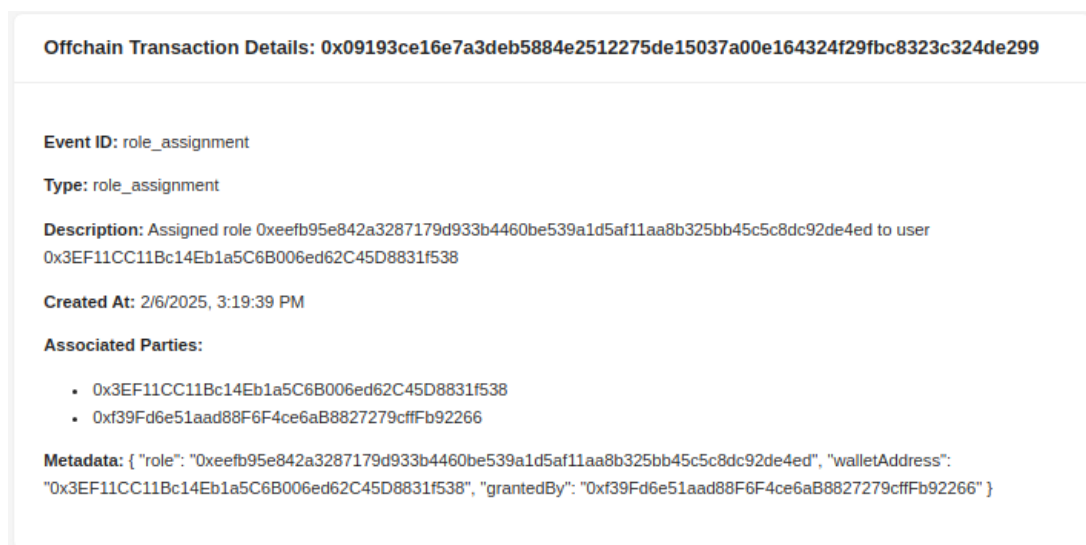 Offchain Transaction Details: 0x09193ce16e7a3deb5884e2512275de15037a00e164324f29fbc8323c324de299
Event ID: role_assignment
Type: role_assignment
Description: Assigned role 0xeefb95e842a3287179d933b4460be539a1d5af11aa8b325bb45c5c8dc92de4ed to user
0x3EF11CC11Bc14Eb1a5C6B006ed62C45D8831f538
Created At: 2/6/2025, 3:19:39 PM
Associated Parties:
• 0x3EF11CC11Bc14Eb1a5C6B006ed62C45D8831f538
• 0xf39Fd6e51aad88F6F4ce6aB8827279cffFb92266
Metadata: { "role": "0xeefb95e842a3287179d933b4460be539a1d5af11aa8b325bb45c5c8dc92de4ed", "walletAddress":
"0x3EF11CC11Bc14Eb1a5C6B006ed62C45D8831f538", "grantedBy": "0xf39Fd6e51aad88F6F4ce6aB8827279cffFb92266" }